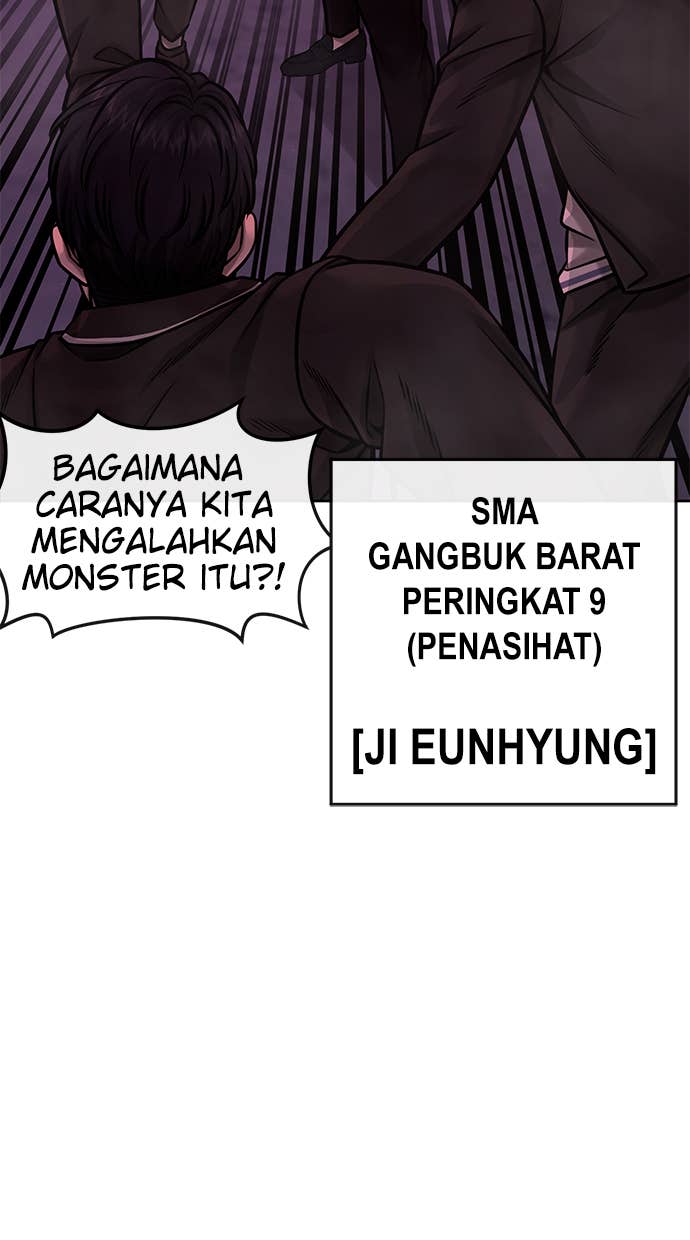 BAGAIMANA
CARANYA KITA
MENGALAHKAN
MONSTER ITU?!
SMA
GANGBUK BARAT
PERINGKAT 9
(PENASIHAT)
[JI EUNHYUNG]